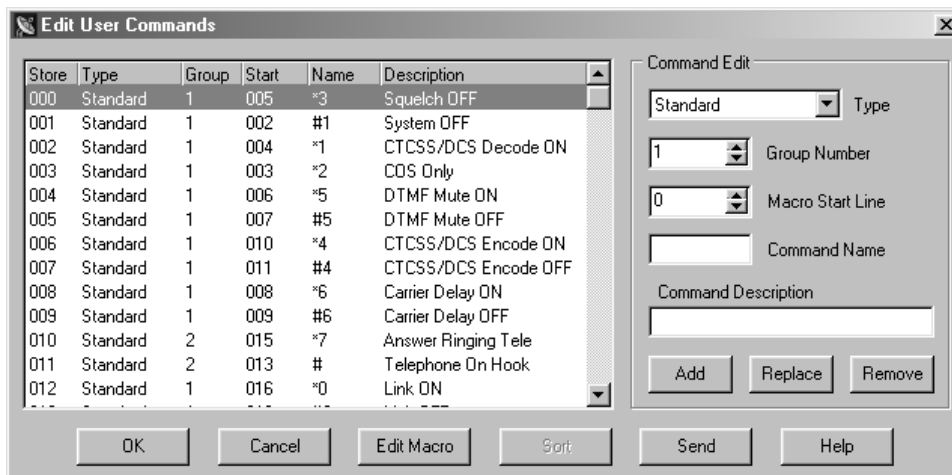 Edit User Commands
Store Type Group Start Name Description
000 Standard 1 005 *3 Squelch OFF
001 Standard 1 002 #1 System OFF
002 Standard 1 004 *1 CTCSS/DCS Decode ON
003 Standard 1 003 *2 COS Only
004 Standard 1 006 *5 DTMF Mute ON
005 Standard 1 007 #5 DTMF Mute OFF
006 Standard 1 010 *4 CTCSS/DCS Encode ON
007 Standard 1 011 #4 CTCSS/DCS Encode OFF
008 Standard 1 008 *6 Carrier Delay ON
009 Standard 1 009 #6 Carrier Delay OFF
010 Standard 2 015 *7 Answer Ringing Tele
011 Standard 2 013 # Telephone On Hook
012 Standard 1 016 *0 Link ON
Command Edit
Standard Type
1 Group Number
0 Macro Start Line
Command Name
Command Description
Add Replace Remove
OK Cancel Edit Macro Sort Send Help